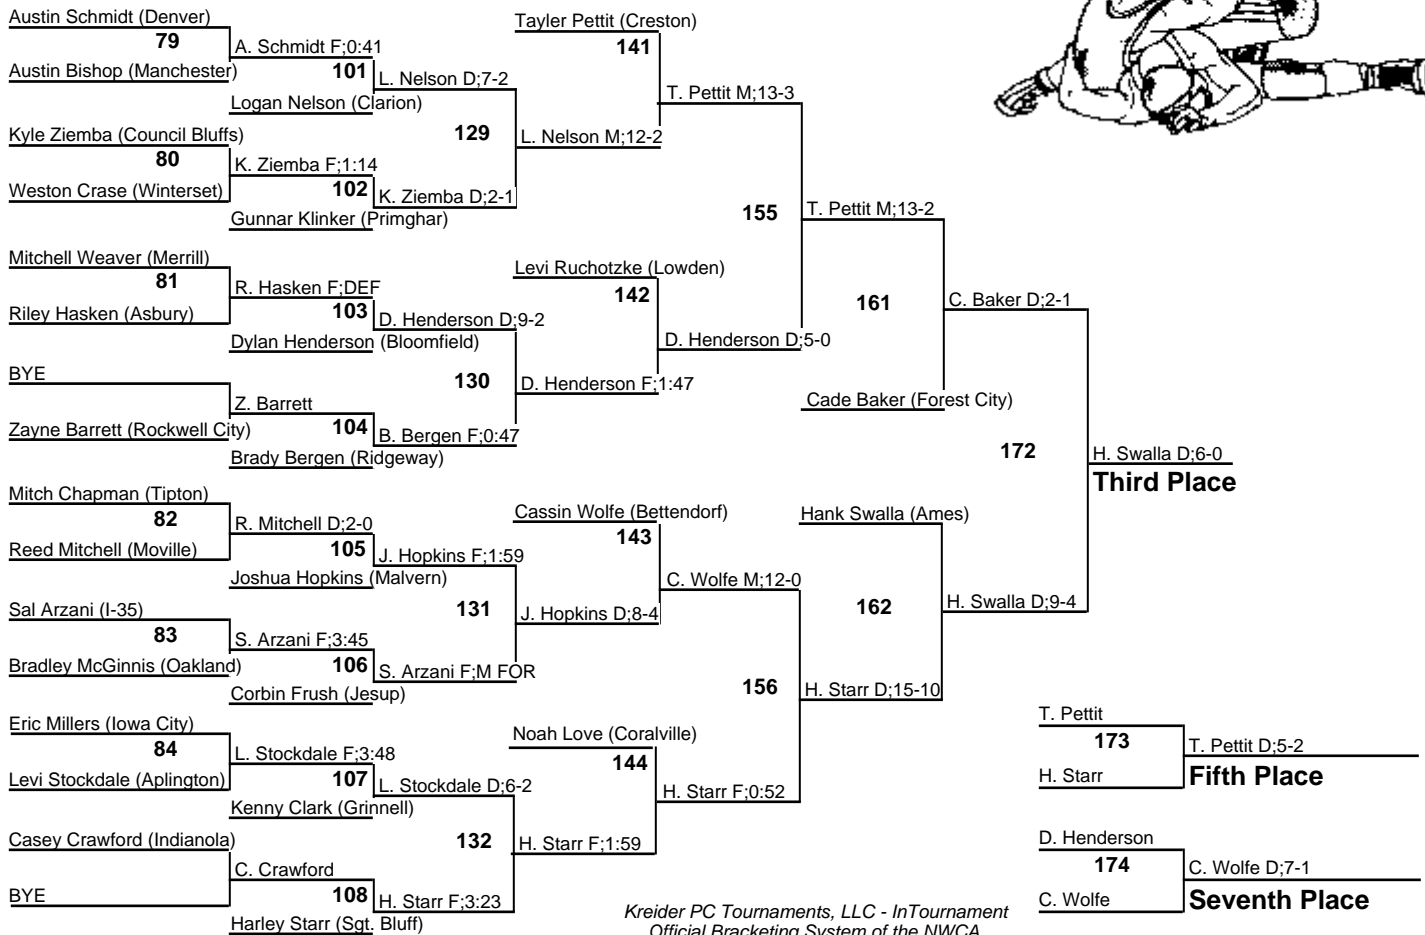 Austin Schmidt (Denver)
79
Austin Bishop (Manchester)
A. Schmidt F;0:41
101
Logan Nelson (Clarion)
L. Nelson D;7-2
Kyle Ziemba (Council Bluffs)
80
Weston Crase (Winterset)
K. Ziemba F;1:14
102
Gunnar Klinker (Primghar)
K. Ziemba D;2-1
129
L. Nelson M;12-2
Tayler Pettit (Creston)
141
T. Pettit M;13-3
Mitchell Weaver (Merrill)
81
Riley Hasken (Asbury)
R. Hasken F;DEF
103
Dylan Henderson (Bloomfield)
D. Henderson D;9-2
BYE
Zayne Barrett (Rockwell City)
Z. Barrett
104
Brady Bergen (Ridgeway)
B. Bergen F;0:47
130
D. Henderson F;1:47
Levi Ruchotzke (Lowden)
142
D. Henderson D;5-0
155
T. Pettit M;13-2
161
Cade Baker (Forest City)
C. Baker D;2-1
Mitch Chapman (Tipton)
82
Reed Mitchell (Moville)
R. Mitchell D;2-0
105
Joshua Hopkins (Malvern)
J. Hopkins F;1:59
Sal Arzani (I-35)
83
Bradley McGinnis (Oakland)
S. Arzani F;3:45
106
Corbin Frush (Jesup)
S. Arzani F;M FOR
131
J. Hopkins D;8-4
Cassin Wolfe (Bettendorf)
143
C. Wolfe M;12-0
Eric Millers (Iowa City)
84
Levi Stockdale (Aplington)
L. Stockdale F;3:48
107
Kenny Clark (Grinnell)
L. Stockdale D;6-2
Casey Crawford (Indianola)
BYE
C. Crawford
108
Harley Starr (Sgt. Bluff)
H. Starr F;3:23
132
H. Starr F;1:59
Noah Love (Coralville)
144
H. Starr F;0:52
156
H. Starr D;15-10
Hank Swalla (Ames)
162
H. Swalla D;9-4
172
H. Swalla D;6-0
Third Place
T. Pettit
173
H. Starr
T. Pettit D;5-2
Fifth Place
D. Henderson
174
C. Wolfe
C. Wolfe D;7-1
Seventh Place
Kreider PC Tournaments, LLC - InTournament
Official Bracketing System of the NWCA